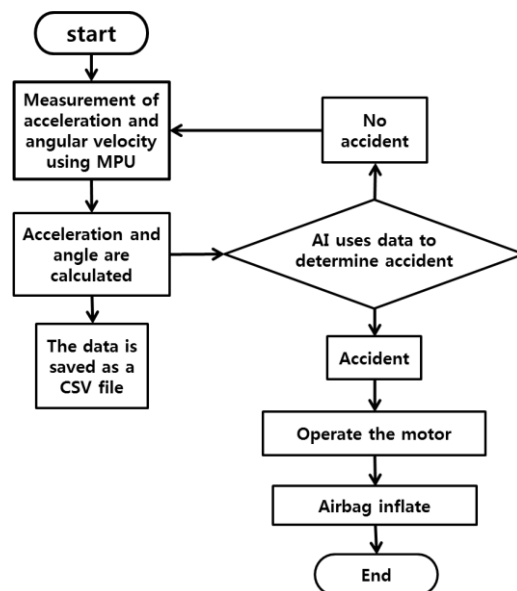 start
Measurement of
acceleration and
angular velocity
using MPU
No
accident
Acceleration and
angle are
calculated
AI uses data to
determine accident
The data is
saved as a
CSV file
Accident
Operate the motor
Airbag inflate
End